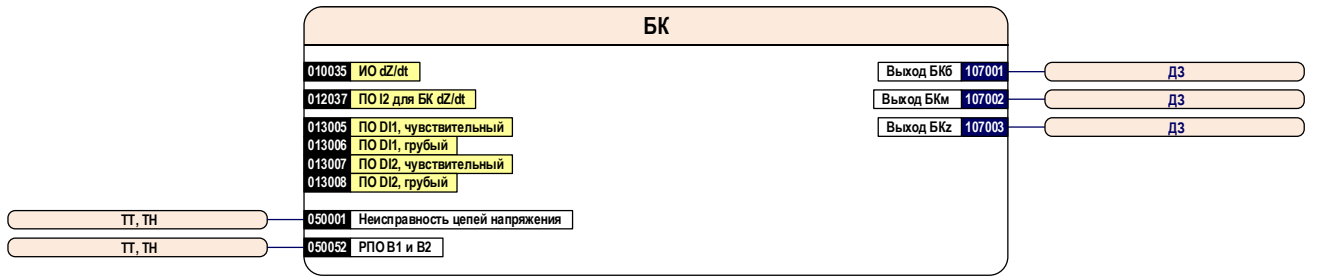 БК
010035 ИО dZ/dt
Выход БКб 107001 ДЗ
012037 ПО I2 для БК dZ/dt
Выход БКм 107002 ДЗ
013005 ПО DI1, чувствительный
Выход БКz 107003 ДЗ
013006 ПО DI1, грубый
013007 ПО DI2, чувствительный
013008 ПО DI2, грубый
ТТ, ТН 050001 Неисправность цепей напряжения
ТТ, ТН 050052 РПО В1 и В2